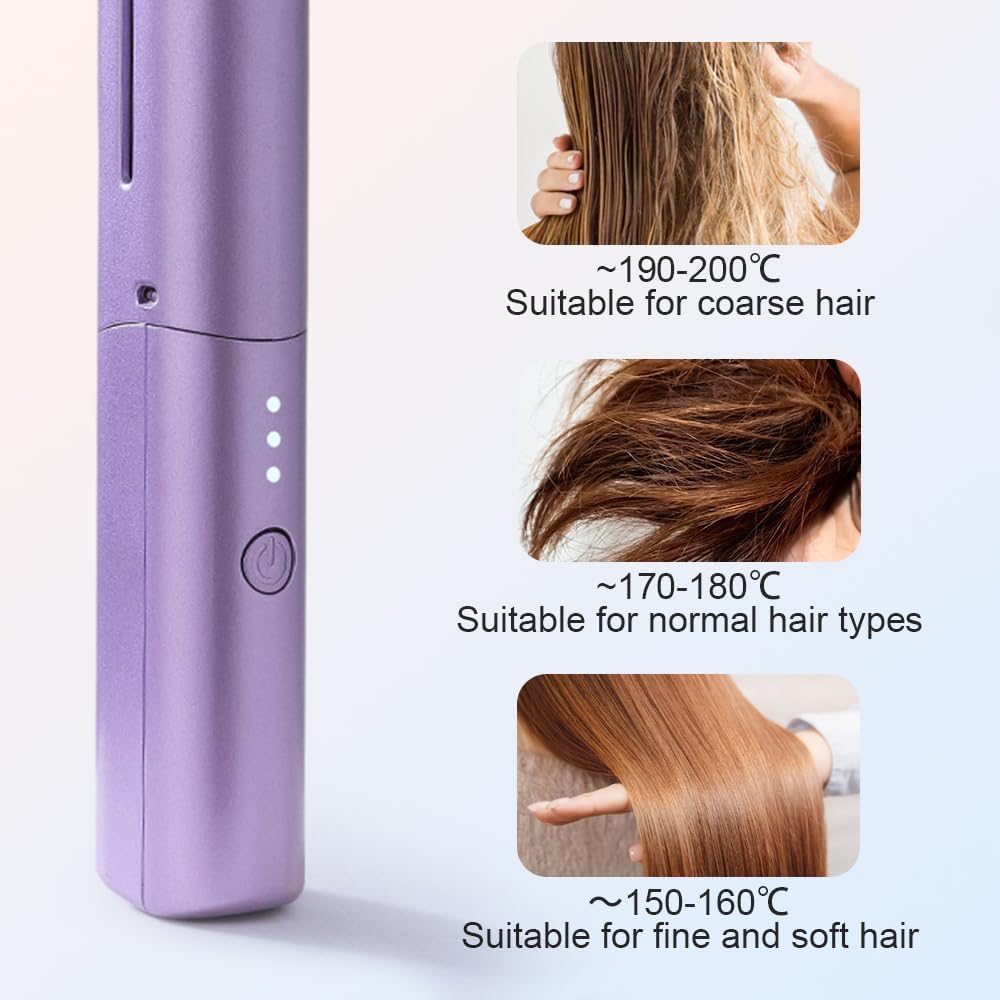 ~190-200℃
Suitable for coarse hair
~170-180℃
Suitable for normal hair types
～150-160℃
Suitable for fine and soft hair